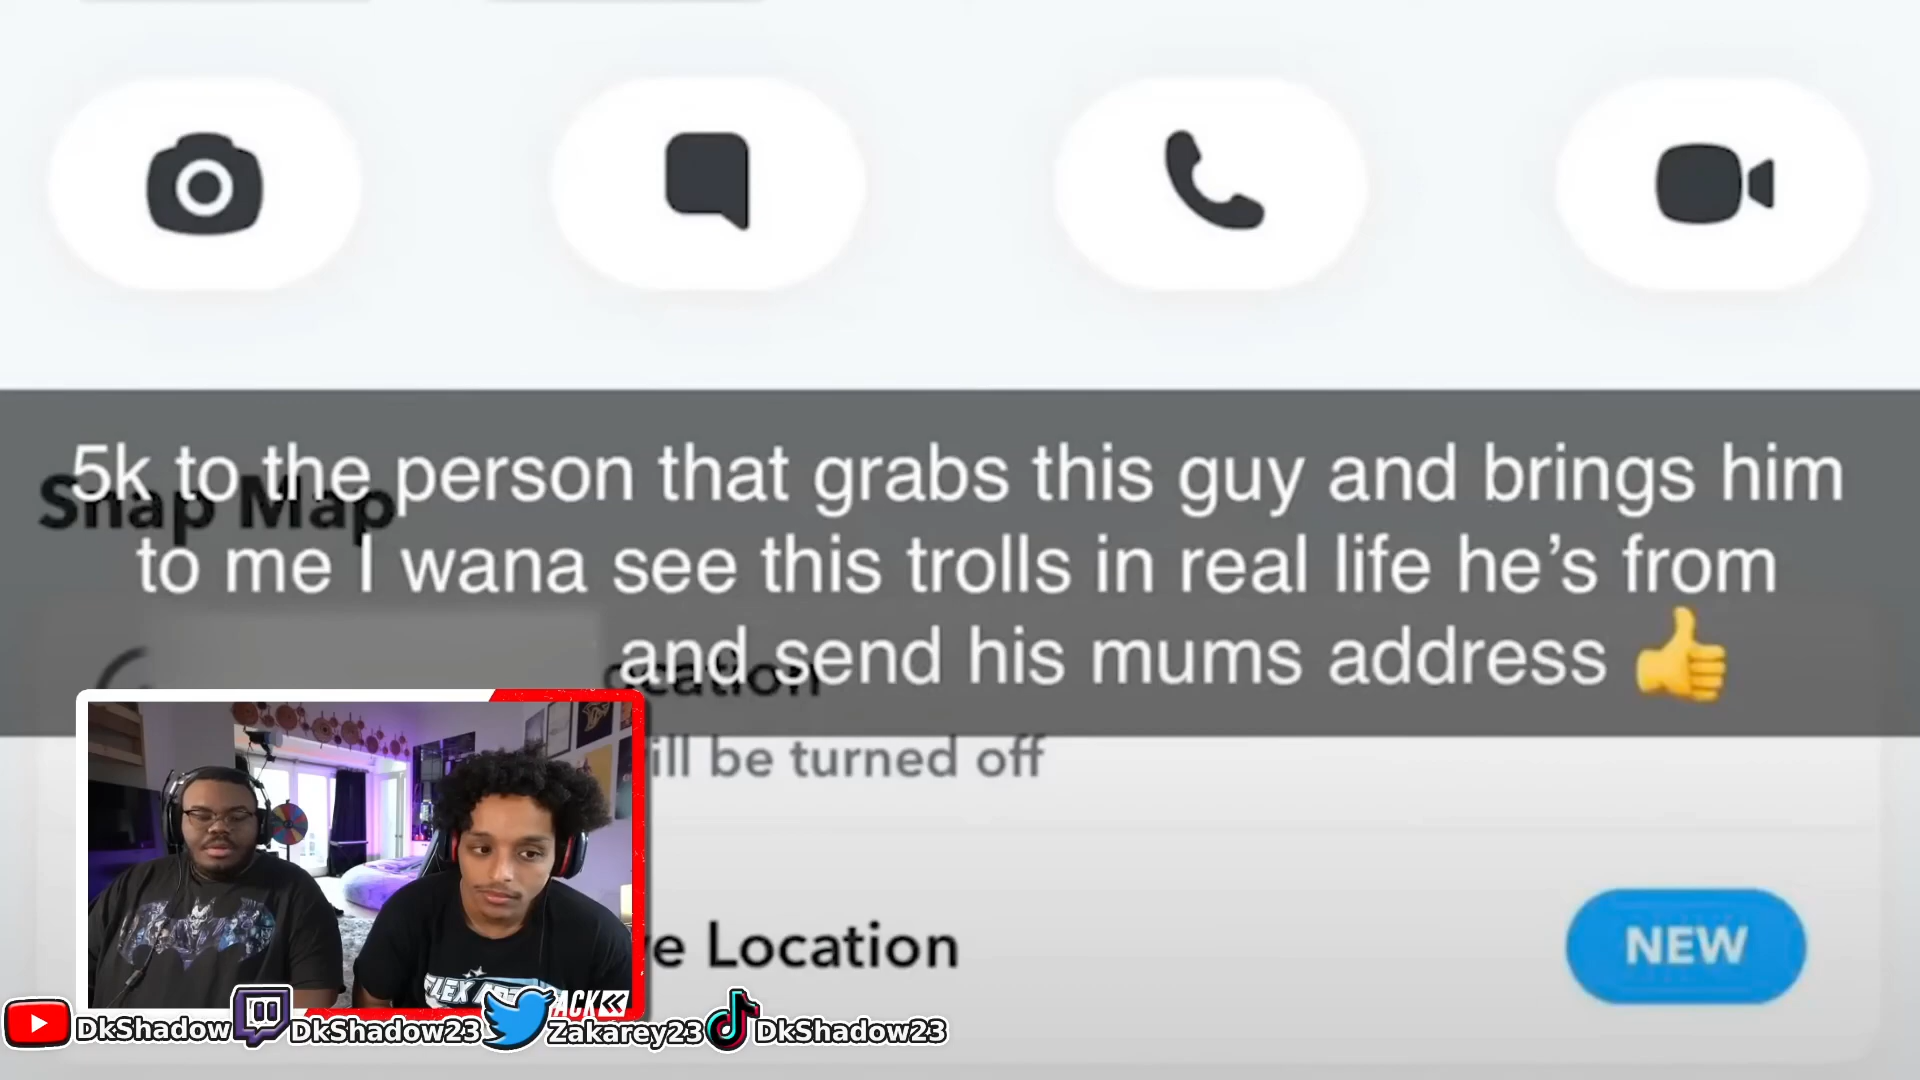 5k to the person that grabs this guy and brings him
Snap Map
to me I wana see this trolls in real life he's from
and send his mums address 👍
ocation
ill be turned off
ve Location
NEW
DkShadow
DkShadow23
Zakarey23
DkShadow23